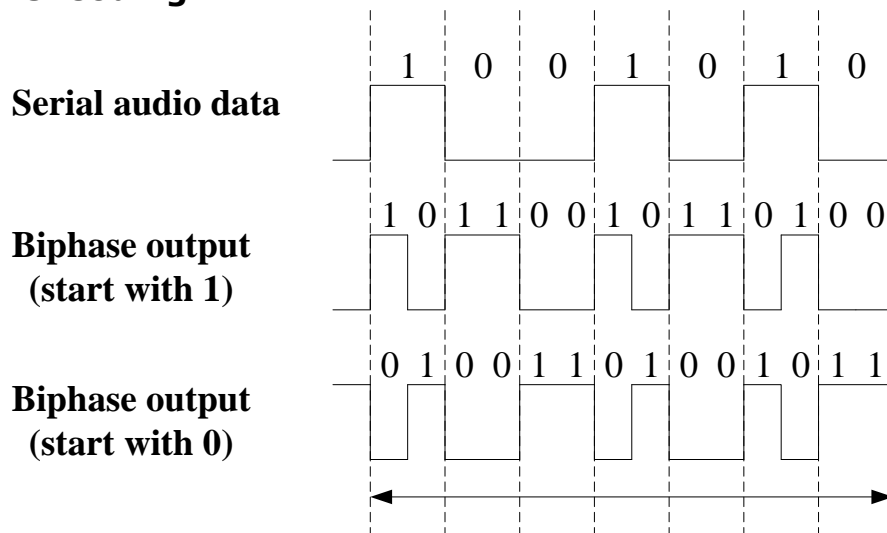 1 0 0 1 0 1 0
Serial audio data
1 0 1 1 0 0 1 0 1 1 0 1 0 0
Biphase output
(start with 1)
0 1 0 0 1 1 0 1 0 0 1 0 1 1
Biphase output
(start with 0)